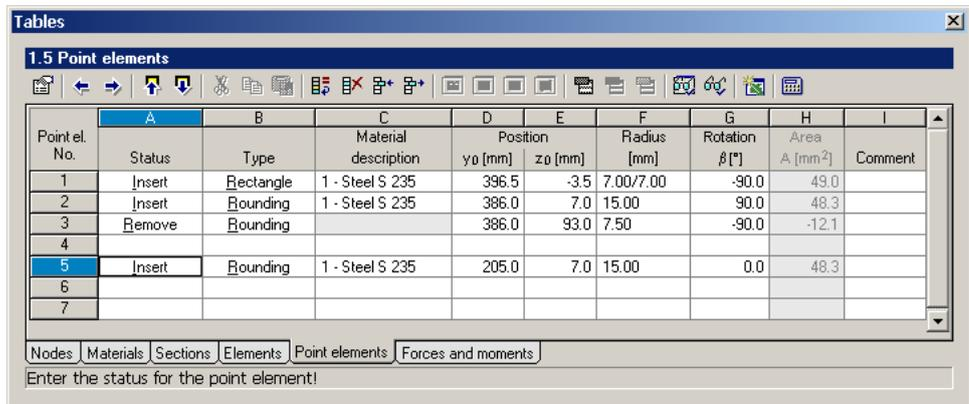 Tables
1.5 Point elements
A B C D E F G H I
Point el. No. Status Type Material description Position y0 [mm] z0 [mm] Radius [mm] Rotation β [°] Area A [mm²] Comment
1 Insert Rectangle 1 - Steel S 235 396.5 -3.5 7.00/7.00 -90.0 49.0
2 Insert Rounding 1 - Steel S 235 386.0 7.0 15.00 90.0 48.3
3 Remove Rounding 386.0 93.0 7.50 -90.0 -12.1
4
5 Insert Rounding 1 - Steel S 235 205.0 7.0 15.00 0.0 48.3
6
7
Nodes Materials Sections Elements Point elements Forces and moments
Enter the status for the point element!